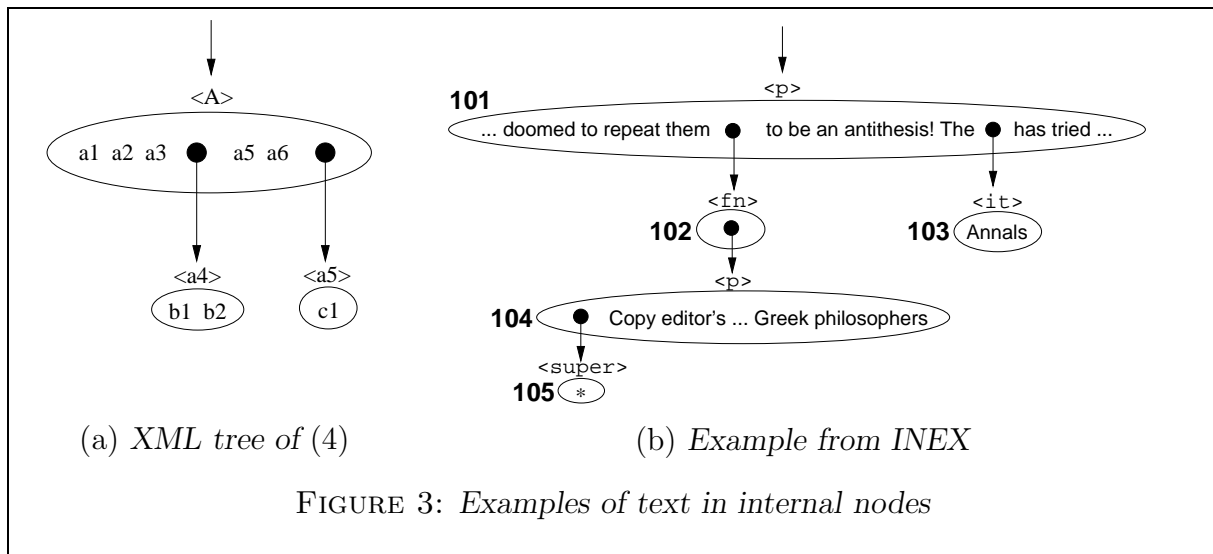 <A>
a1 a2 a3 a5 a6
<a4> <a5>
b1 b2 c1
(a) XML tree of (4)
<p>
101
... doomed to repeat them to be an antithesis! The has tried ...
<fn> <it>
102 103 Annals
<p>
104 Copy editor's ... Greek philosophers
<super>
105 *
(b) Example from INEX
FIGURE 3: Examples of text in internal nodes